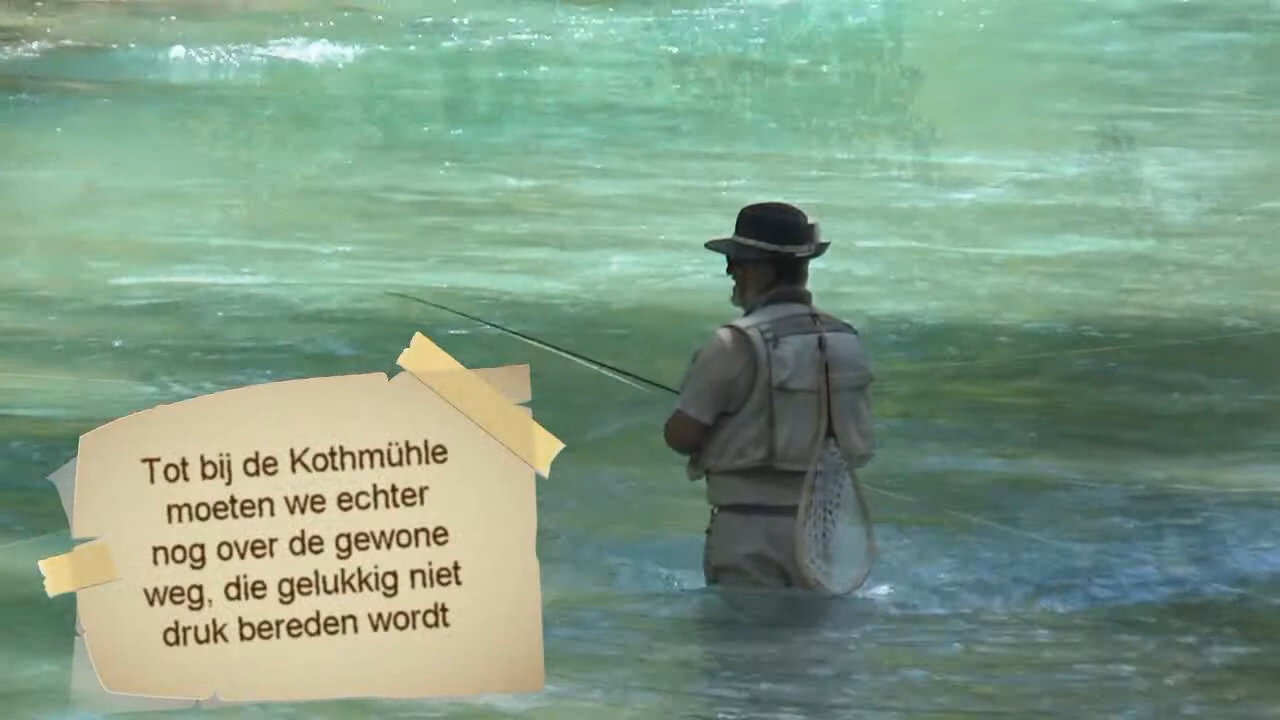 Tot bij de Kothmühle
moeten we echter
nog over de gewone
weg, die gelukkig niet
druk bereden wordt